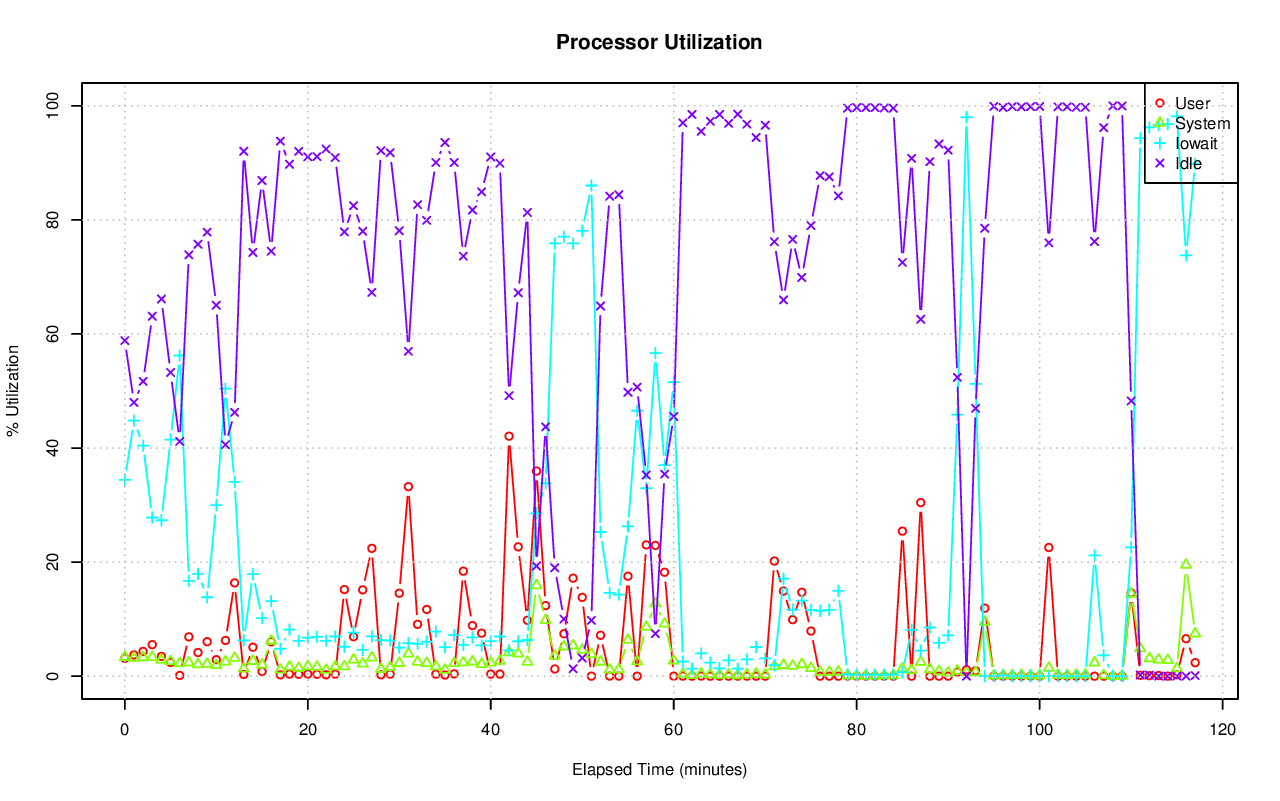 Processor Utilization
% Utilization
100
80
60
40
20
0
User
System
Iowait
Idle
0 20 40 60 80 100 120
Elapsed Time (minutes)